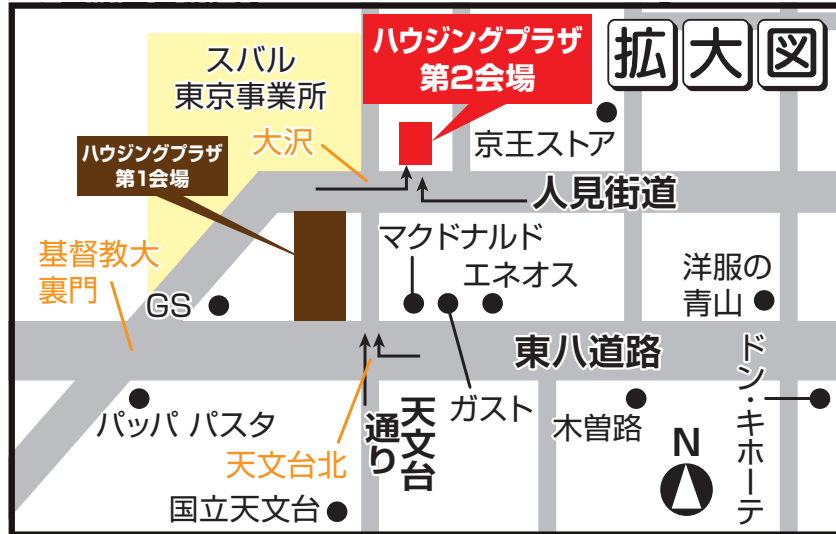 スバル
東京事業所
ハウジングプラザ
第2会場
拡大図
京王ストア
大沢
ハウジングプラザ
第1会場
人見街道
マクドナルド
エネオス
洋服の
青山
基督教大
裏門
GS
東八道路
ドン・キホーテ
パッパ パスタ
天文台
通り
ガスト
木曽路
天文台北
国立天文台
N